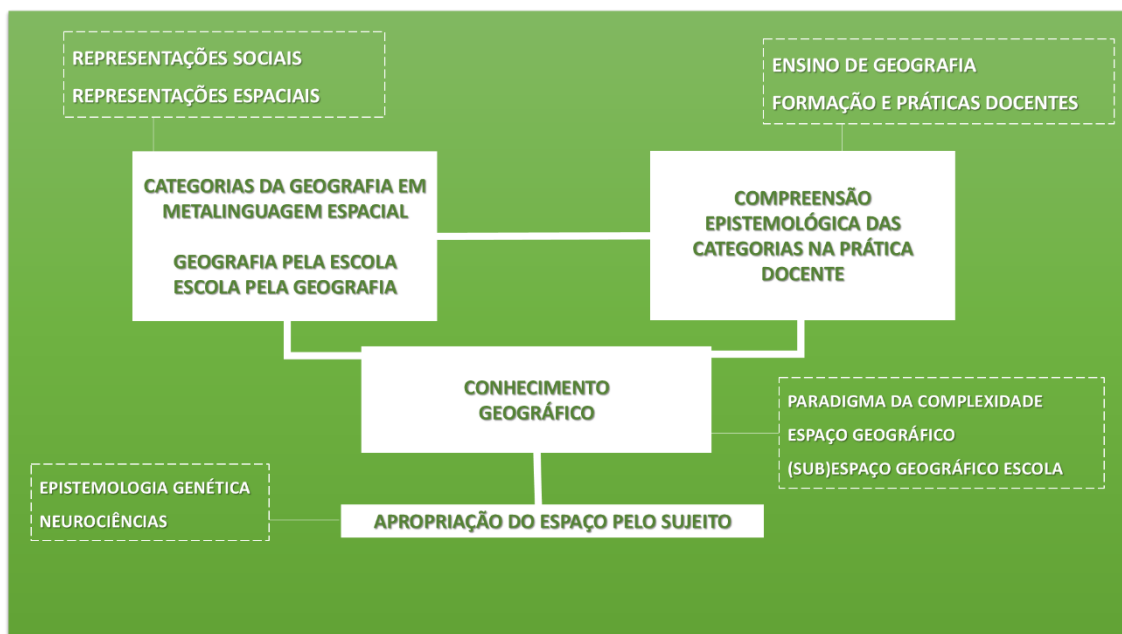 REPRESENTAÇÕES SOCIAIS
REPRESENTAÇÕES ESPACIAIS
ENSINO DE GEOGRAFIA
FORMAÇÃO E PRÁTICAS DOCENTES
CATEGORIAS DA GEOGRAFIA EM
METALINGUAGEM ESPACIAL
GEOGRAFIA PELA ESCOLA
ESCOLA PELA GEOGRAFIA
COMPREENSÃO
EPISTEMOLÓGICA DAS
CATEGORIAS NA PRÁTICA
DOCENTE
CONHECIMENTO
GEOGRÁFICO
PARADIGMA DA COMPLEXIDADE
ESPAÇO GEOGRÁFICO
(SUB)ESPAÇO GEOGRÁFICO ESCOLA
EPISTEMOLOGIA GENÉTICA
NEUROCIÊNCIAS
APROPRIAÇÃO DO ESPAÇO PELO SUJEITO